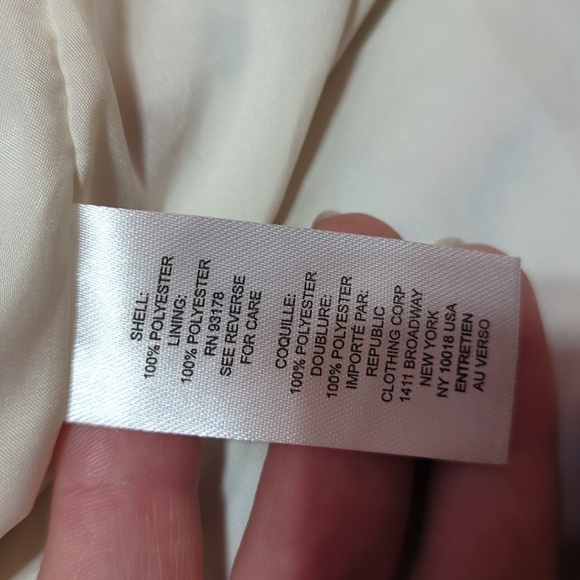 SHELL:
100% POLYESTER
LINING:
100% POLYESTER
RN 93178
SEE REVERSE
FOR CARE
COQUILLE:
100% POLYESTER
DOUBLURE:
100% POLYESTER
IMPORTÉ PAR:
REPUBLIC
CLOTHING CORP
1411 BROADWAY
NEW YORK
NY 10018 USA
ENTRETIEN
AU VERSO